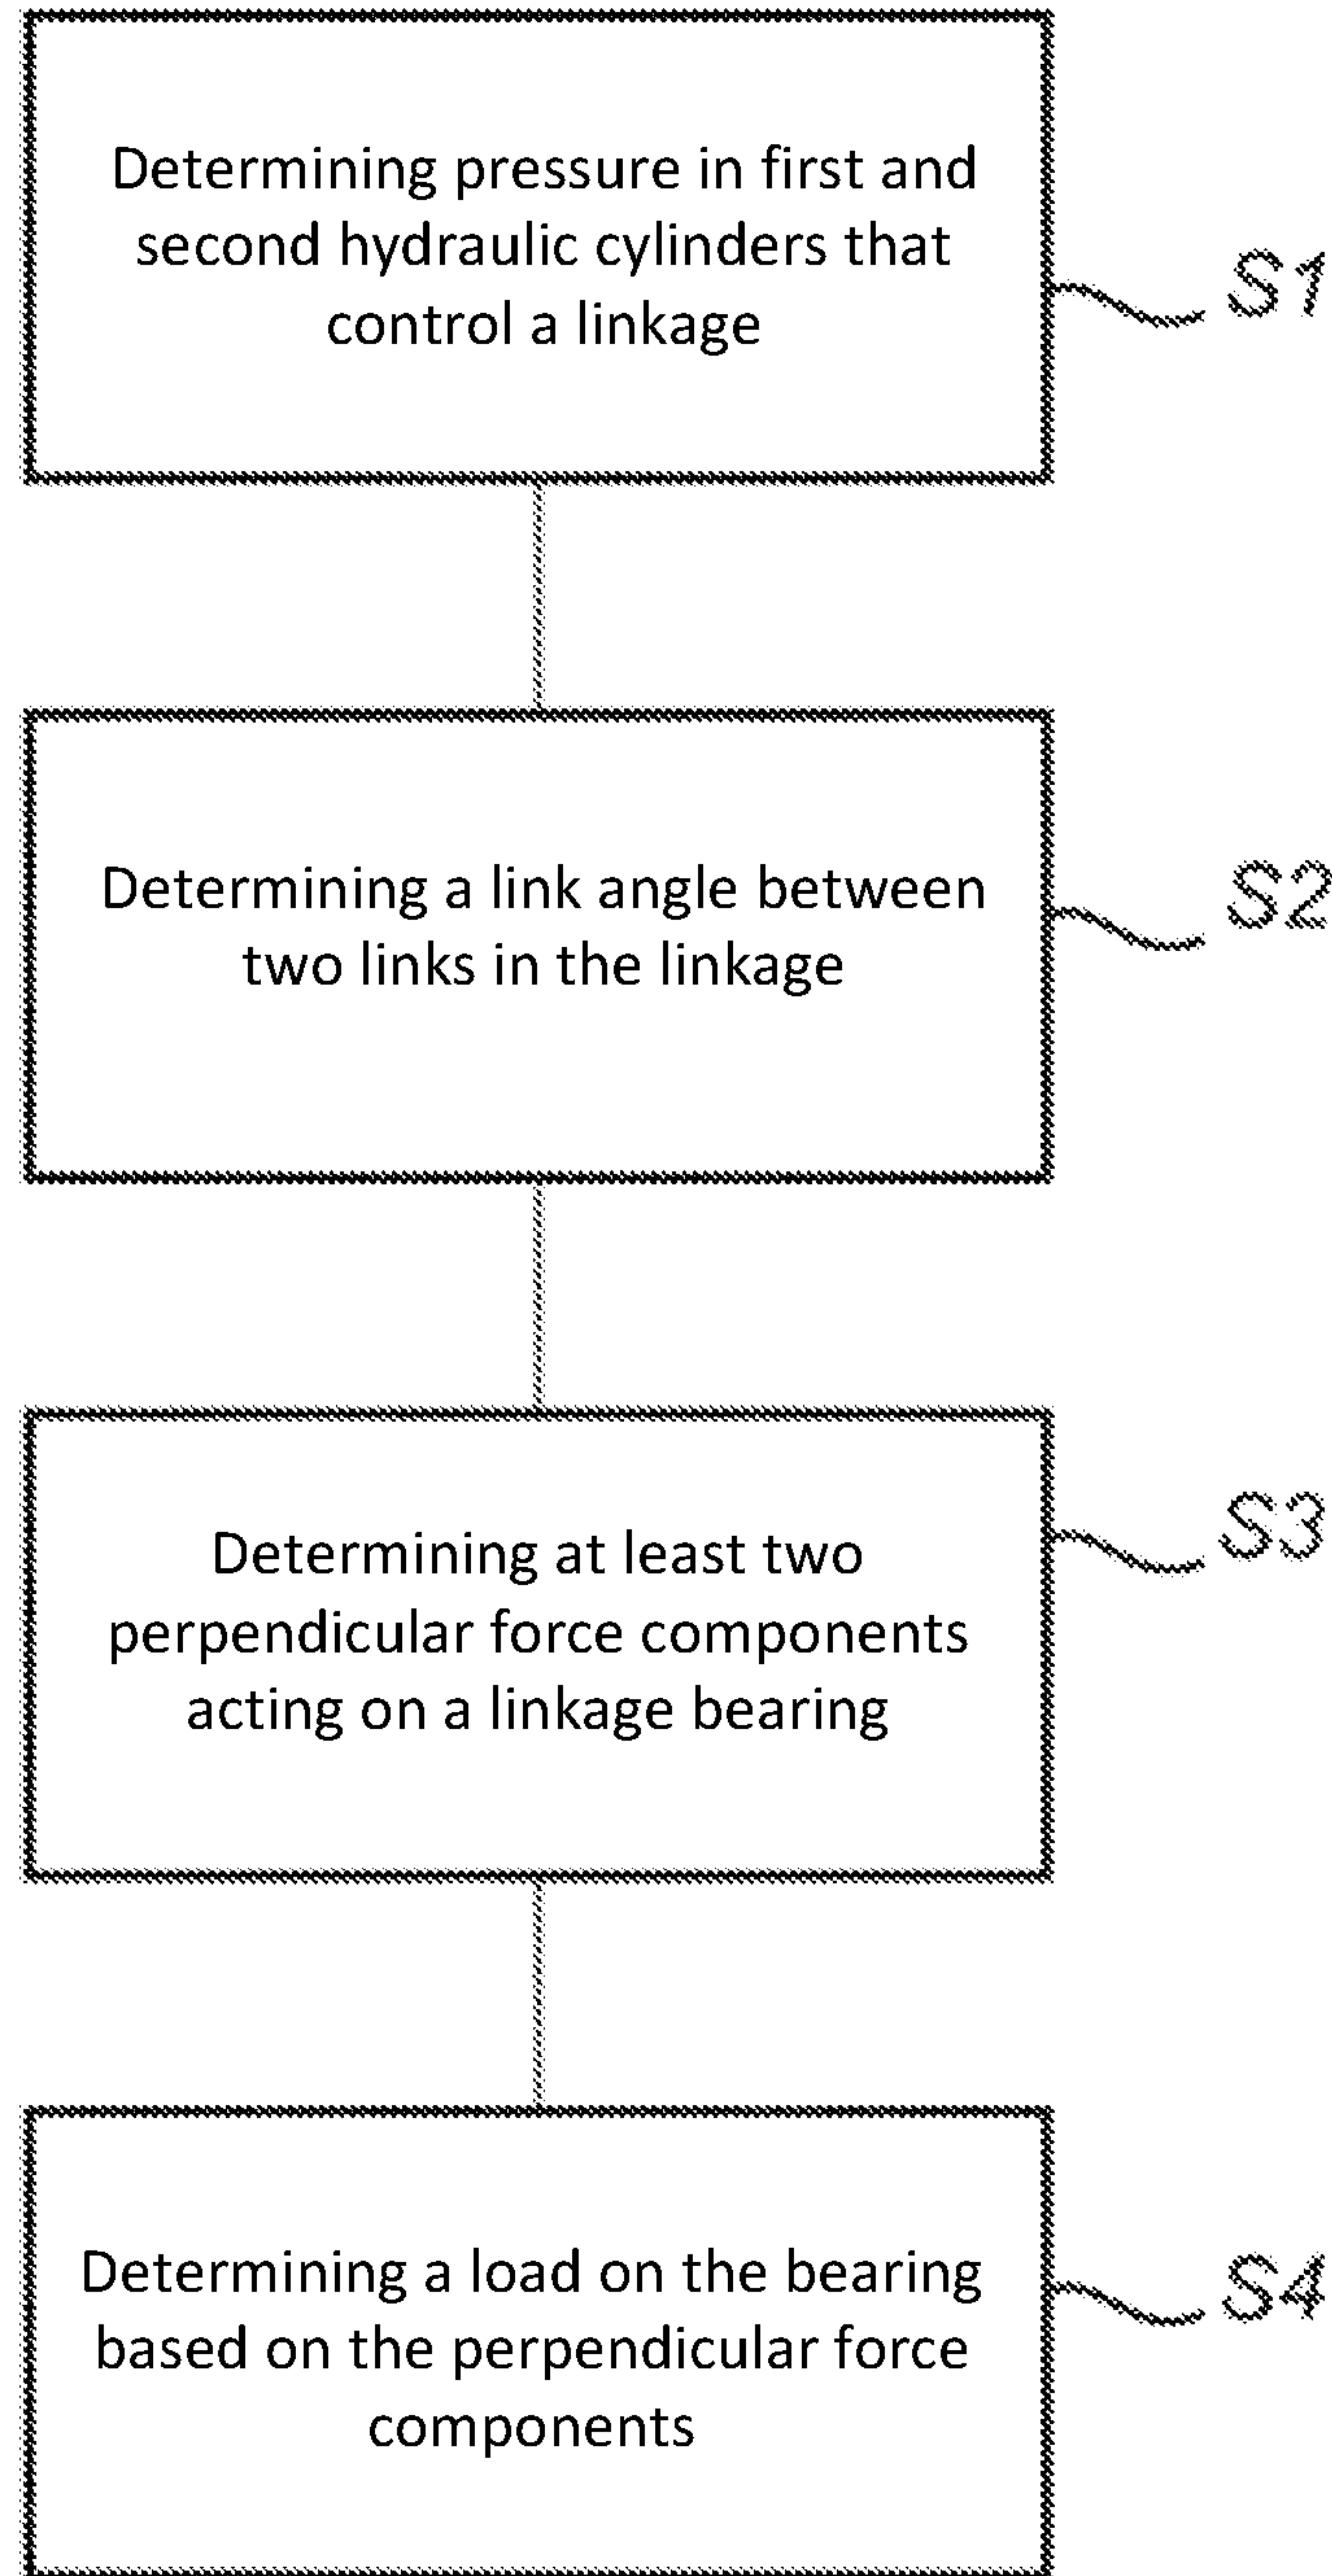 Determining pressure in first and
second hydraulic cylinders that
control a linkage
S1
Determining a link angle between
two links in the linkage
S2
Determining at least two
perpendicular force components
acting on a linkage bearing
S3
Determining a load on the bearing
based on the perpendicular force
components
S4